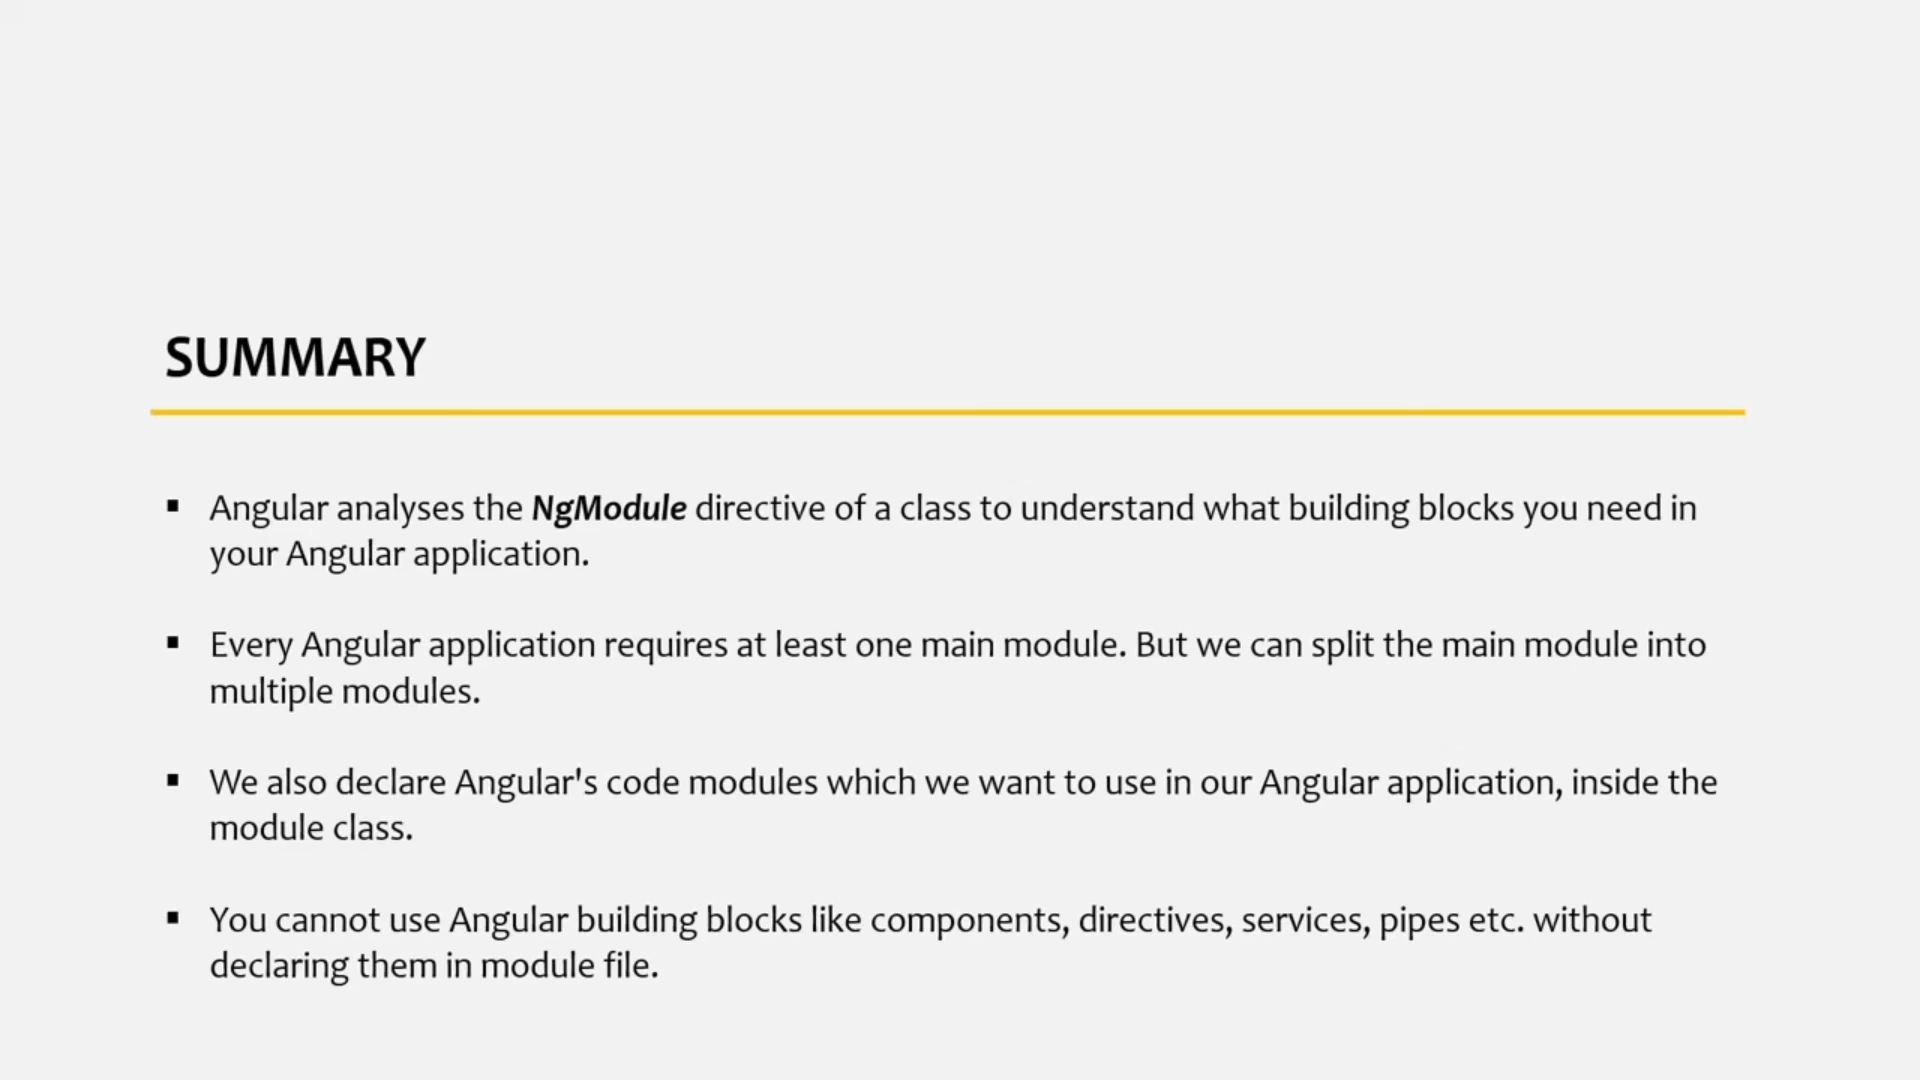 SUMMARY
▪ Angular analyses the NgModule directive of a class to understand what building blocks you need in
your Angular application.
▪ Every Angular application requires at least one main module. But we can split the main module into
multiple modules.
▪ We also declare Angular's code modules which we want to use in our Angular application, inside the
module class.
▪ You cannot use Angular building blocks like components, directives, services, pipes etc. without
declaring them in module file.